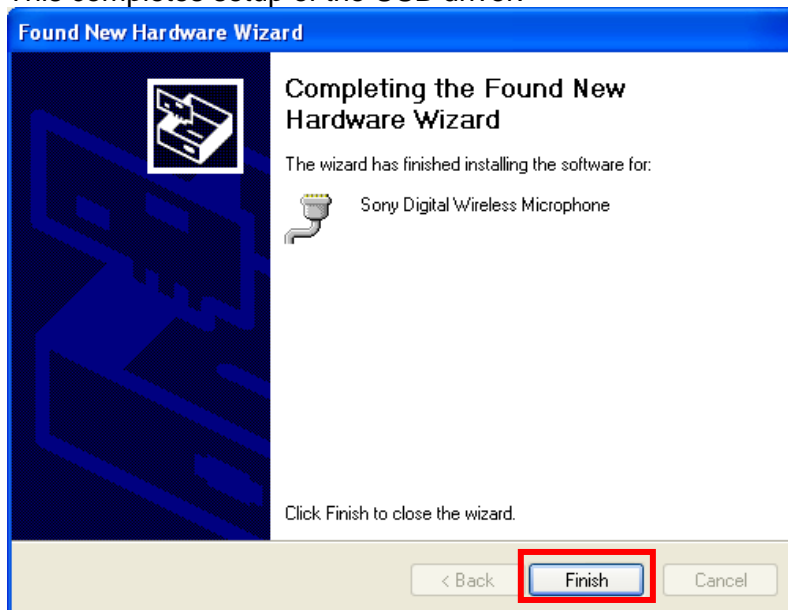 Found New Hardware Wizard
Completing the Found New
Hardware Wizard
The wizard has finished installing the software for:
Sony Digital Wireless Microphone
Click Finish to close the wizard.
< Back Finish Cancel